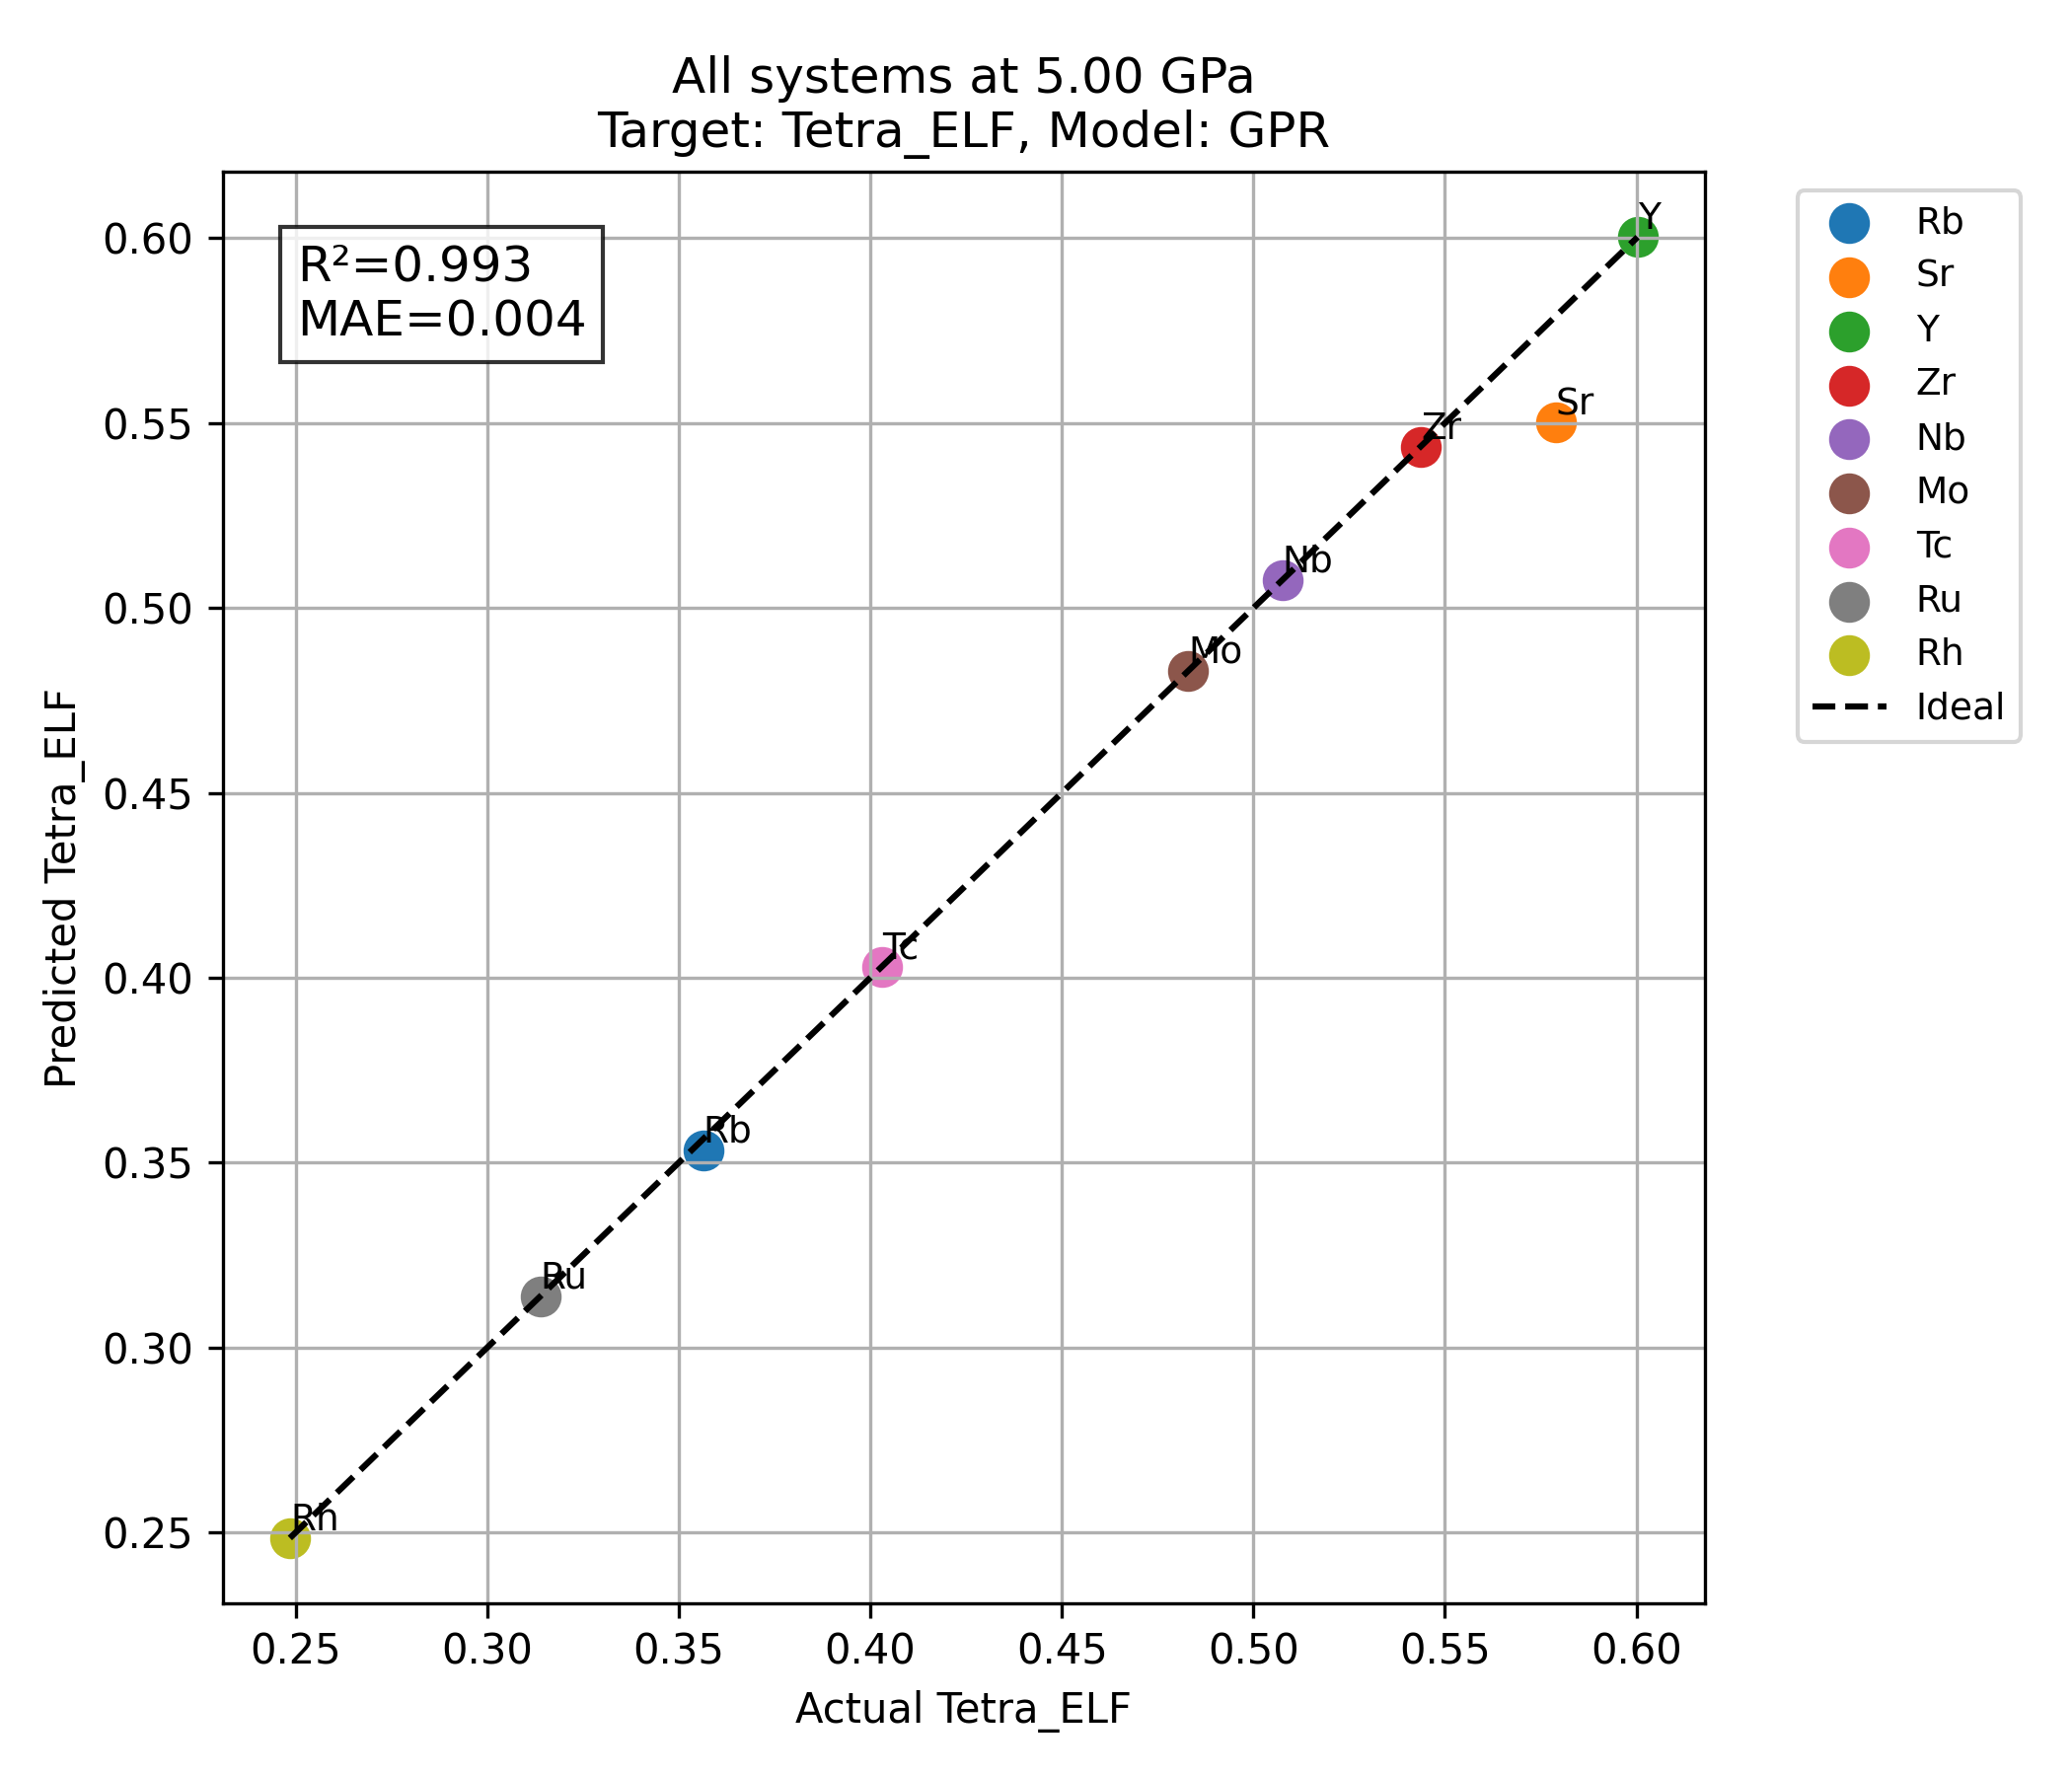 All systems at 5.00 GPa
Target: Tetra_ELF, Model: GPR
R²=0.993
MAE=0.004
Predicted Tetra_ELF
0.60
0.55
0.50
0.45
0.40
0.35
0.30
0.25
Y
Sr
Zr
Nb
Mo
Tc
Rb
Ru
Rh
0.25 0.30 0.35 0.40 0.45 0.50 0.55 0.60
Actual Tetra_ELF
Rb
Sr
Y
Zr
Nb
Mo
Tc
Ru
Rh
Ideal